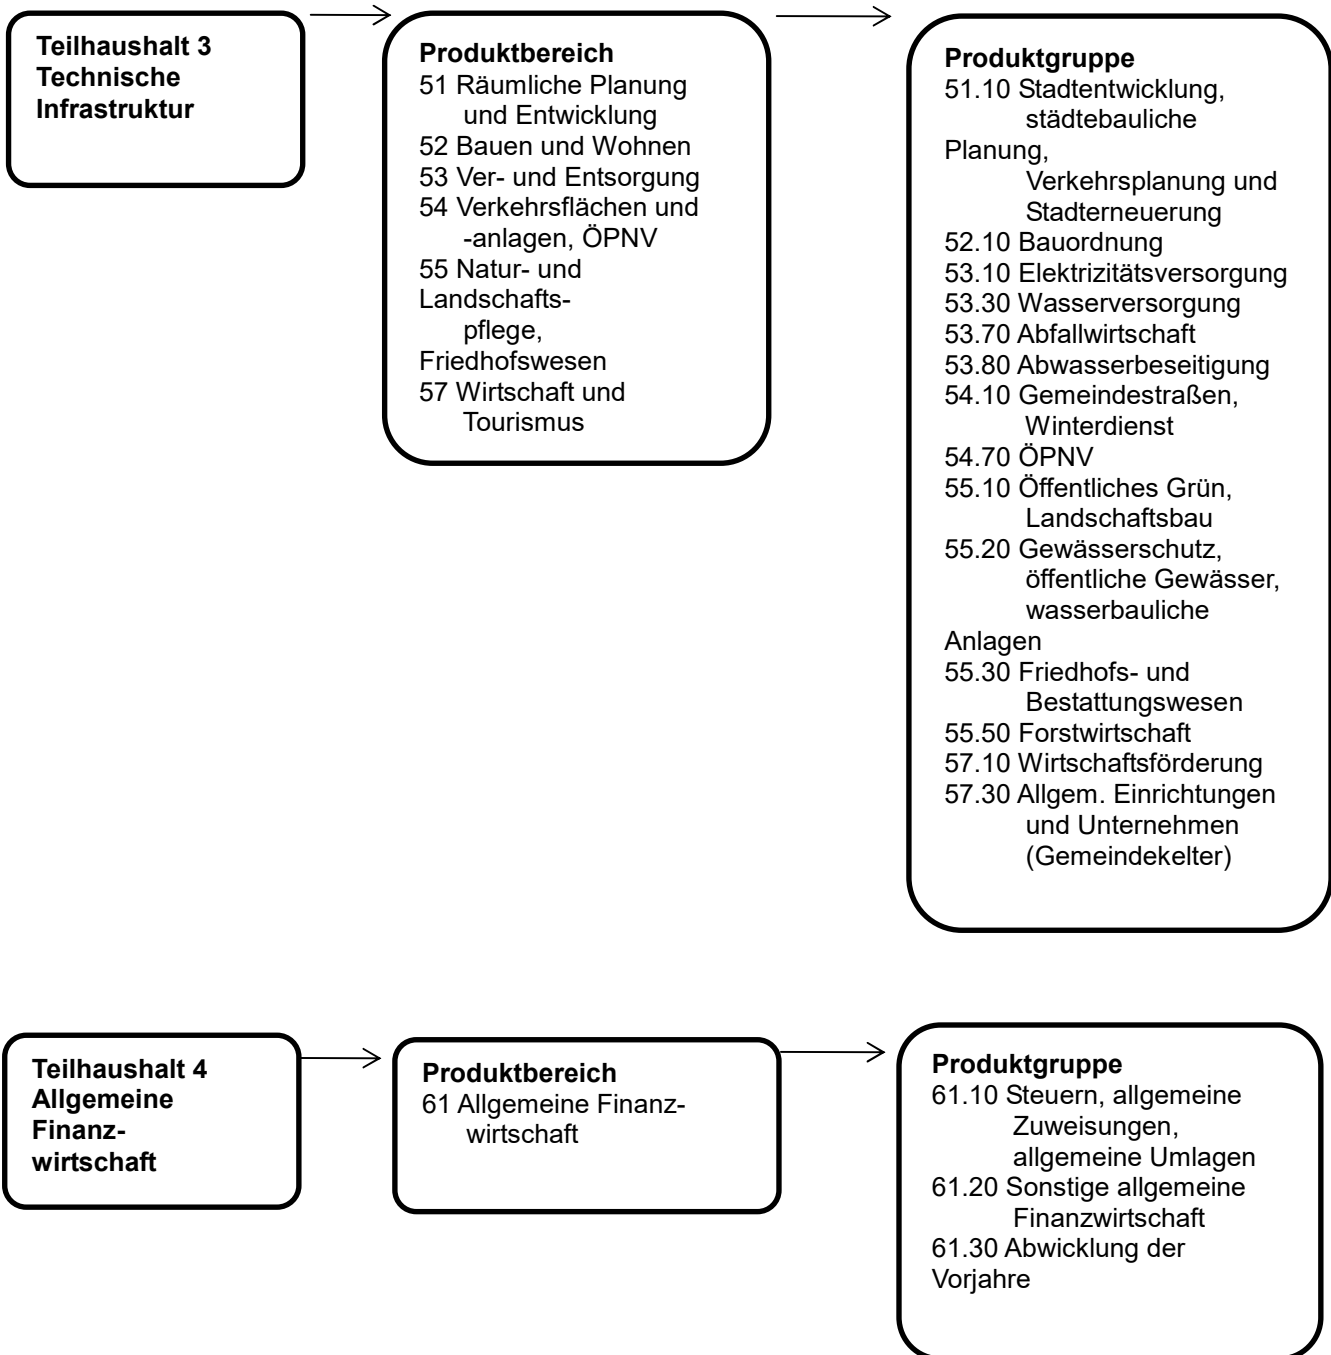 Teilhaushalt 3
Technische
Infrastruktur
Produktbereich
51 Räumliche Planung
und Entwicklung
52 Bauen und Wohnen
53 Ver- und Entsorgung
54 Verkehrsflächen und
-anlagen, ÖPNV
55 Natur- und
Landschafts-
pflege,
Friedhofswesen
57 Wirtschaft und
Tourismus
Produktgruppe
51.10 Stadtentwicklung,
städtebauliche
Planung,
Verkehrsplanung und
Stadterneuerung
52.10 Bauordnung
53.10 Elektrizitätsversorgung
53.30 Wasserversorgung
53.70 Abfallwirtschaft
53.80 Abwasserbeseitigung
54.10 Gemeindestraßen,
Winterdienst
54.70 ÖPNV
55.10 Öffentliches Grün,
Landschaftsbau
55.20 Gewässerschutz,
öffentliche Gewässer,
wasserbauliche
Anlagen
55.30 Friedhofs- und
Bestattungswesen
55.50 Forstwirtschaft
57.10 Wirtschaftsförderung
57.30 Allgem. Einrichtungen
und Unternehmen
(Gemeindekelter)
Teilhaushalt 4
Allgemeine
Finanz-
wirtschaft
Produktbereich
61 Allgemeine Finanz-
wirtschaft
Produktgruppe
61.10 Steuern, allgemeine
Zuweisungen,
allgemeine Umlagen
61.20 Sonstige allgemeine
Finanzwirtschaft
61.30 Abwicklung der
Vorjahre